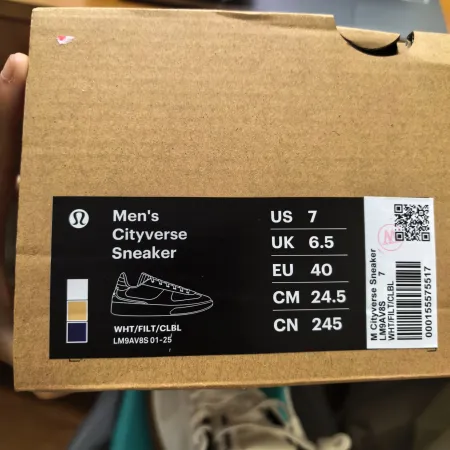 Men's
Cityverse
Sneaker
WHT/FILT/CLBL
LM9AV8S 01-25
US 7
UK 6.5
EU 40
CM 24.5
CN 245
M Cityverse Sneaker
LM9AV8S 7
WHT/FILT/CLBL
000155575517